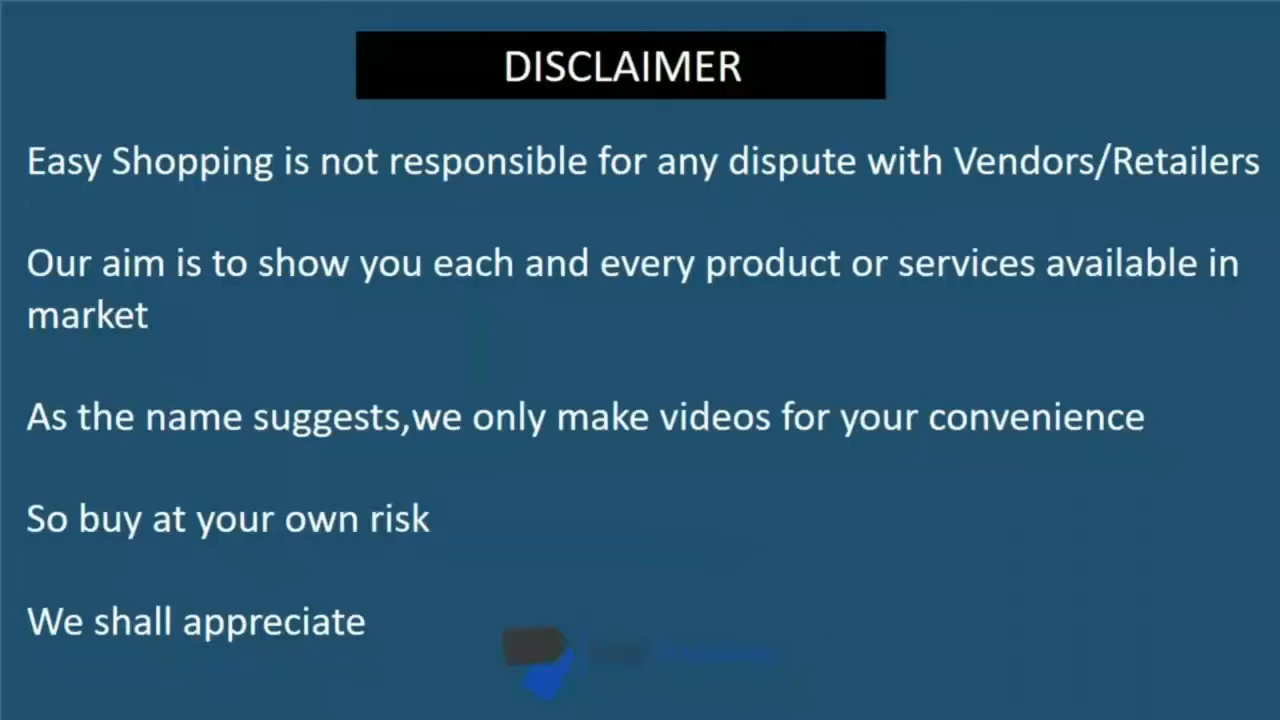 DISCLAIMER
Easy Shopping is not responsible for any dispute with Vendors/Retailers
Our aim is to show you each and every product or services available in
market
As the name suggests,we only make videos for your convenience
So buy at your own risk
We shall appreciate